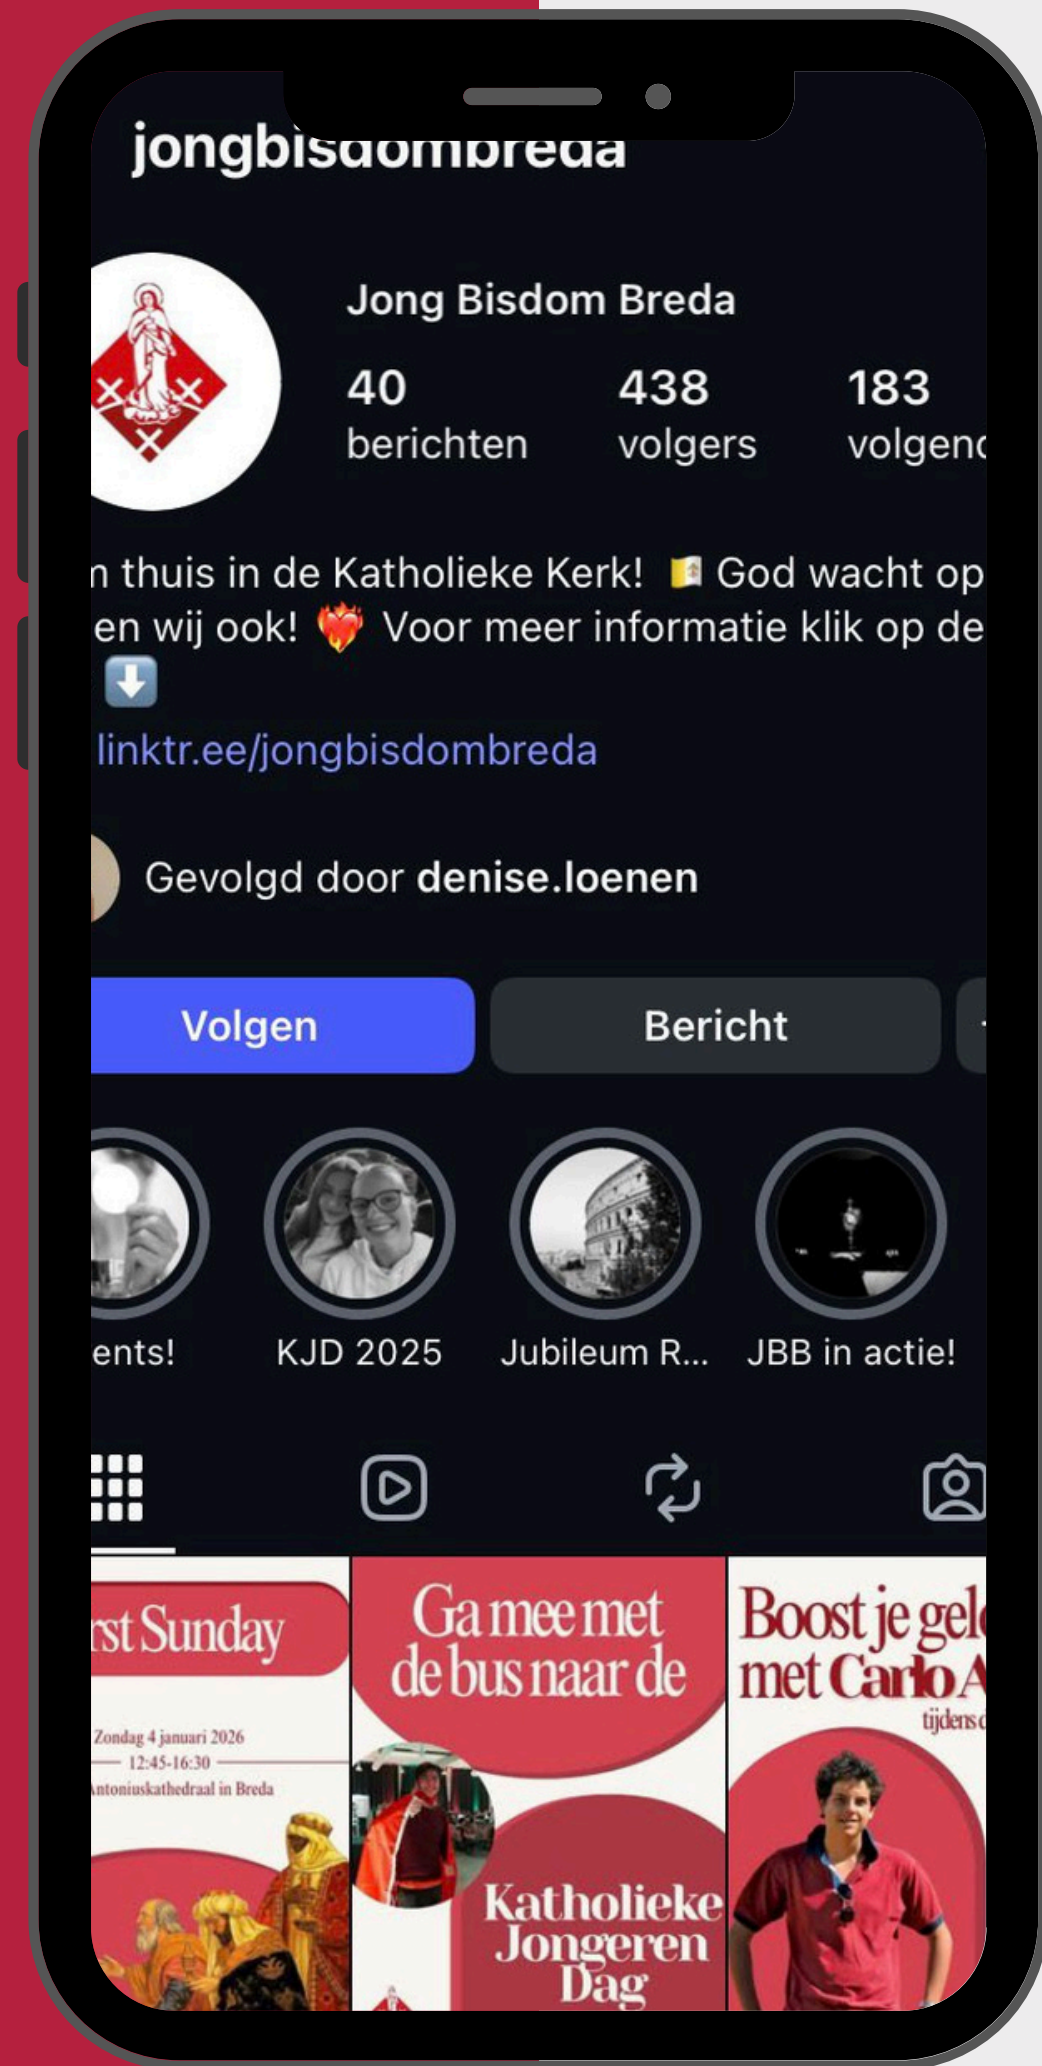 jongbisdombreda
Jong Bisdom Breda
40 438 183
berichten volgers
thuis in de Katholieke Kerk! God wacht op
en wij ook! Voor meer informatie klik op de
linktr.ee/jongbisdombreda
Gevolgd door denise.loenen
Volgen Bericht
ents! KJD 2025 Jubileum R... JBB in actie!
rst Sunday
Zondag 4 januari 2026
12:45-16:30
ntoniuskathedraal in Breda
Ga mee met
de bus naar de
Katholieke
Jongeren
Dag
Boost je gel
met Carlo A
tijdens